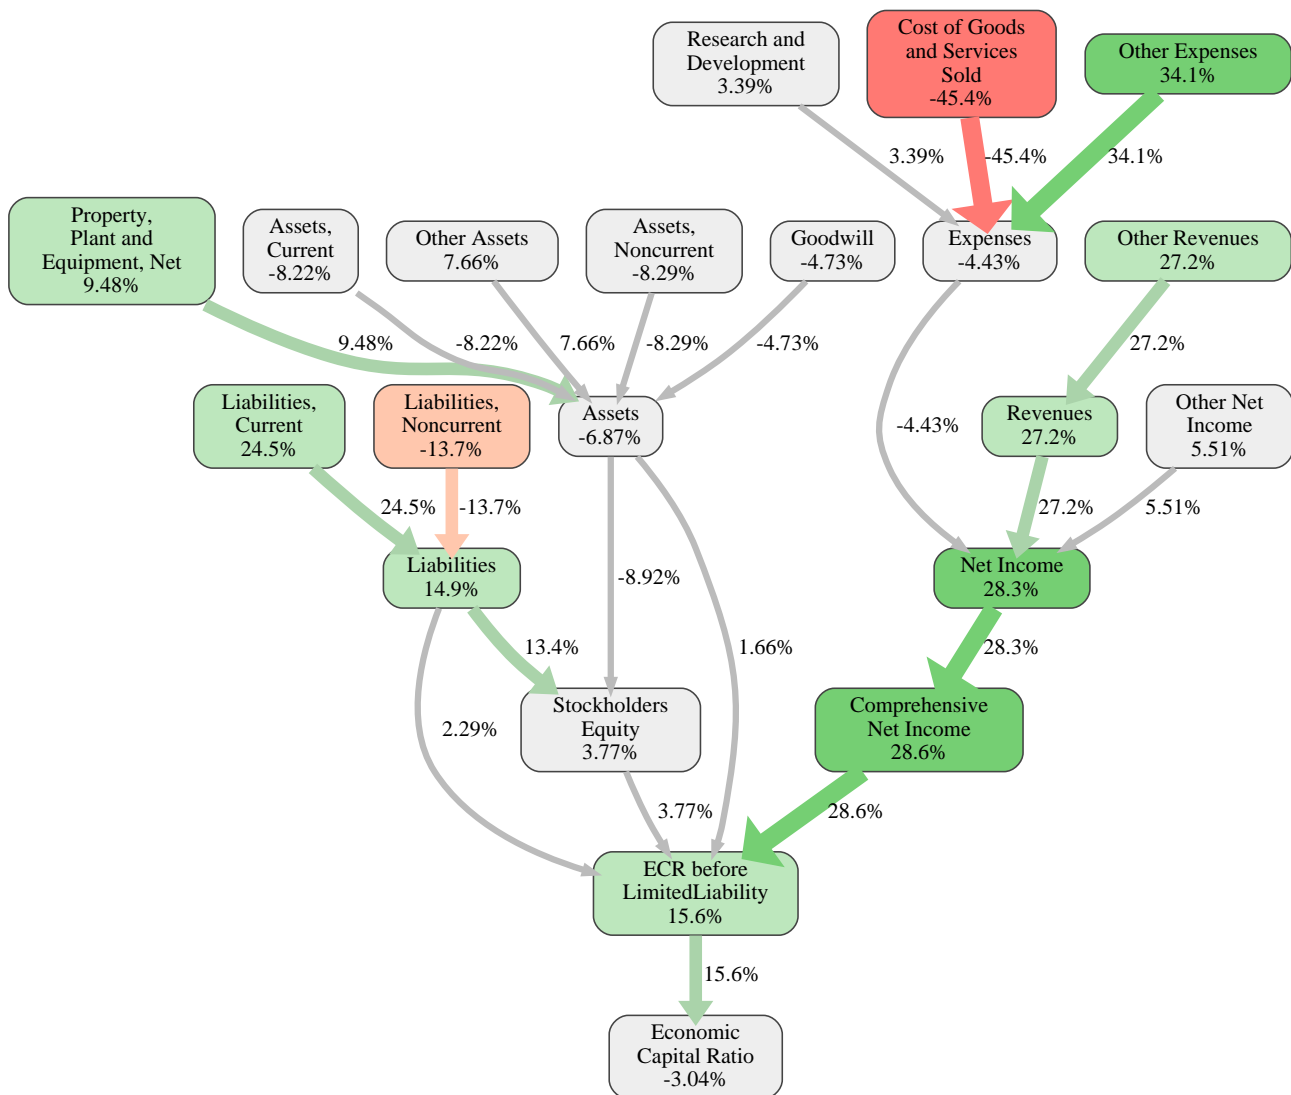 Research and
Development
3.39%
Cost of Goods
and Services
Sold
-45.4%
Other Expenses
34.1%
3.39%
-45.4%
34.1%
Property,
Plant and
Equipment, Net
9.48%
Assets,
Current
-8.22%
Other Assets
7.66%
Assets,
Noncurrent
-8.29%
Goodwill
-4.73%
Expenses
-4.43%
Other Revenues
27.2%
9.48%
-8.22%
7.66%
-8.29%
-4.73%
27.2%
Liabilities,
Current
24.5%
Liabilities,
Noncurrent
-13.7%
Assets
-6.87%
-4.43%
Revenues
27.2%
Other Net
Income
5.51%
24.5%
-13.7%
27.2%
5.51%
Liabilities
14.9%
-8.92%
Net Income
28.3%
13.4%
1.66%
28.3%
2.29%
Stockholders
Equity
3.77%
Comprehensive
Net Income
28.6%
3.77%
28.6%
ECR before
LimitedLiability
15.6%
15.6%
Economic
Capital Ratio
-3.04%